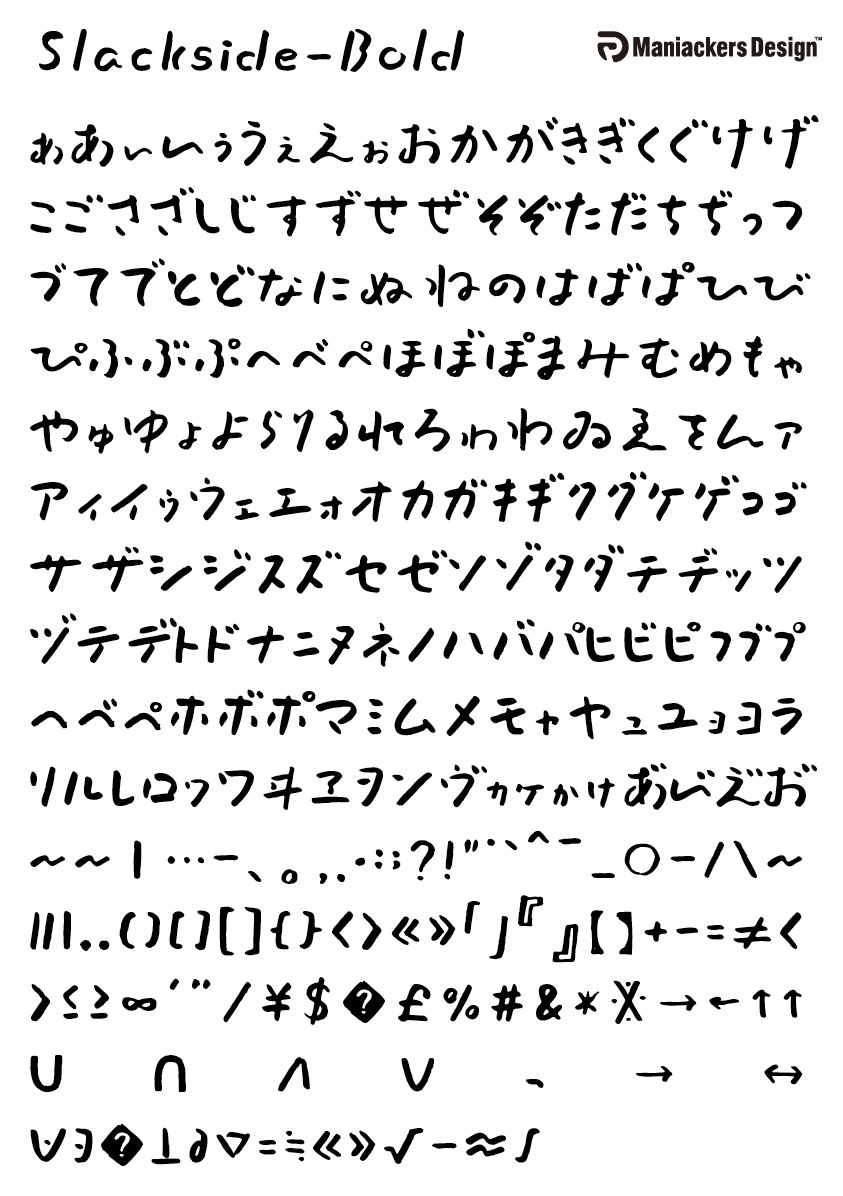 Slackside-Bold
Maniackers Design™
ぁあぃいぅうぇえぉおかがきぎくぐけげ
こごさざしじすずせぜそぞただちぢっつ
づてでとどなにぬねのはばぱひび
ぴふぶぷへべぺほぼぽまみむめもゃ
やゅゆょよらりるれろゎわゐゑをんァ
アィイゥウェエォオカガキギクグケゲコゴ
サザシジスズセゼソゾタダチヂッツ
ヅテデトドナニヌネノハバパヒビピフブプ
ヘベペホボポマミムメモャヤュユョヨラ
リルレロヮワヰヱヲンヴヵヶゕゖあ゙い゙え゙お゙
~～｜…ー、。，．・：；？！"･`^¯_○－/\～
‖|‥()〔〕[]{}〈〉《》「」『』【】+-=≠<
>≤≥∞´˝/¥$�£%#&*※→←↑↑
∪∩∧∨、→↔
∀∃�⊥∂▽=≒≪≫√−≈∫